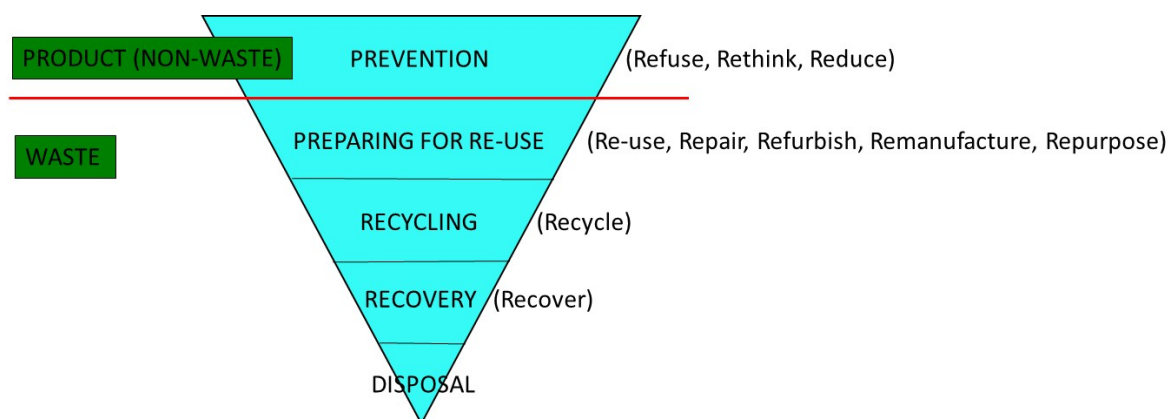 PRODUCT (NON-WASTE) PREVENTION (Refuse, Rethink, Reduce)
PREPARING FOR RE-USE (Re-use, Repair, Refurbish, Remanufacture, Repurpose)
WASTE
RECYCLING (Recycle)
RECOVERY (Recover)
DISPOSAL